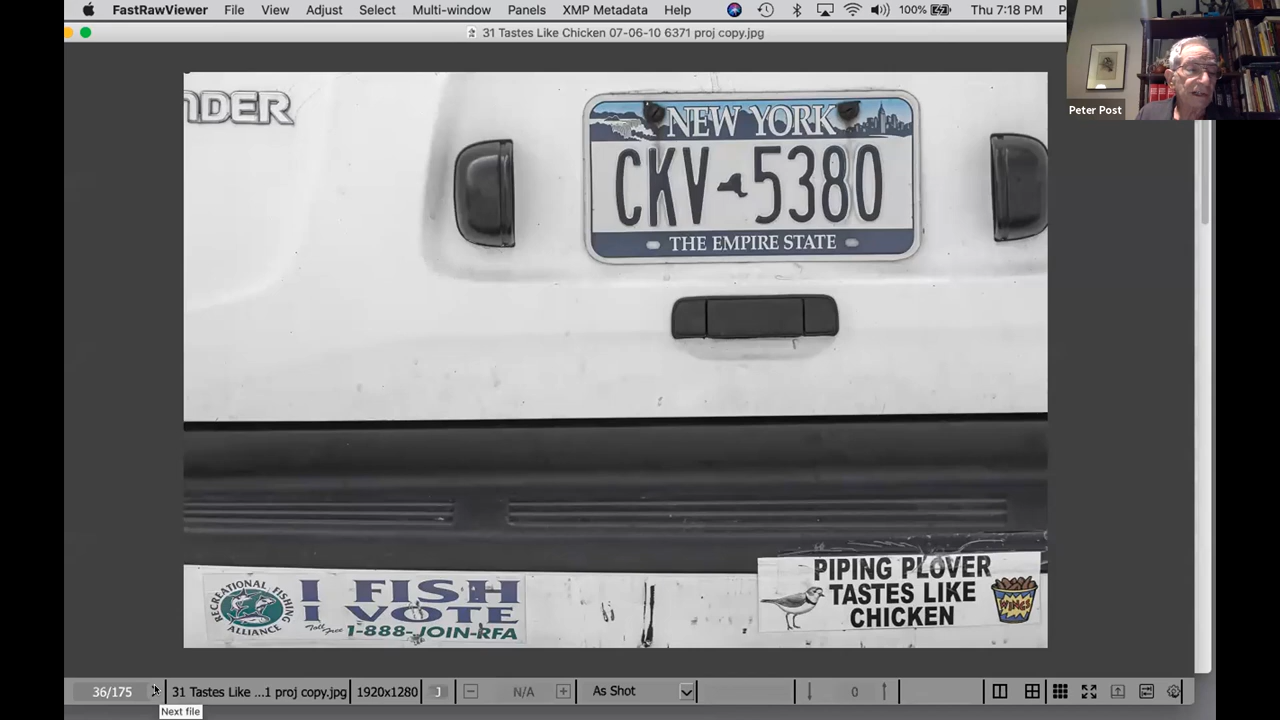 FastRawViewer File Edit View Adjust Select Multi-window Panels XMP Metadata Help 100% Thu 7:18 PM P
31 Tastes Like Chicken 07-06-10 6371 proj copy.jpg
Peter Post
NDER
NEW YORK
CKV 5380
THE EMPIRE STATE
RECREATIONAL FISHING ALLIANCE
I FISH
I VOTE
Toll Free 1-888-JOIN-RFA
PIPING PLOVER
TASTES LIKE
CHICKEN
WINGS
36/175 31 Tastes Like ...1 proj copy.jpg 1920x1280 J N/A As Shot 0
Next file